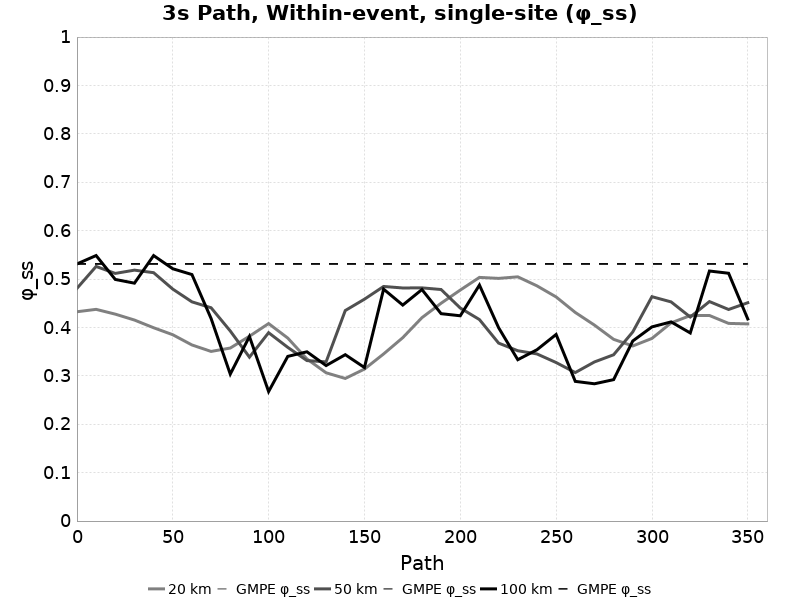 3s Path, Within-event, single-site (φ_ss)
1
0.9
0.8
0.7
0.6
0.5
0.4
0.3
0.2
0.1
0
φ_ss
0 50 100 150 200 250 300 350
Path
20 km GMPE φ_ss 50 km GMPE φ_ss 100 km GMPE φ_ss